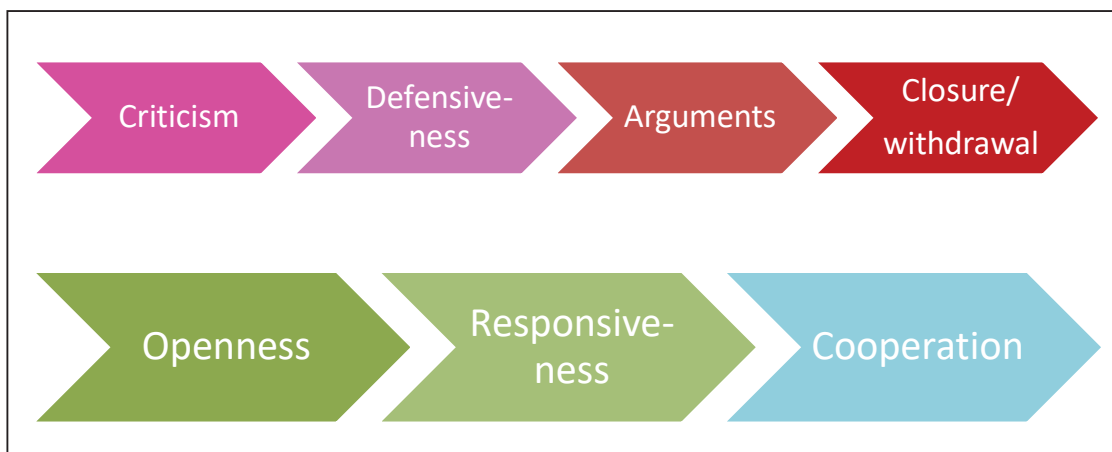 Criticism
Defensive-
ness
Arguments
Closure/
withdrawal
Openness
Responsive-
ness
Cooperation